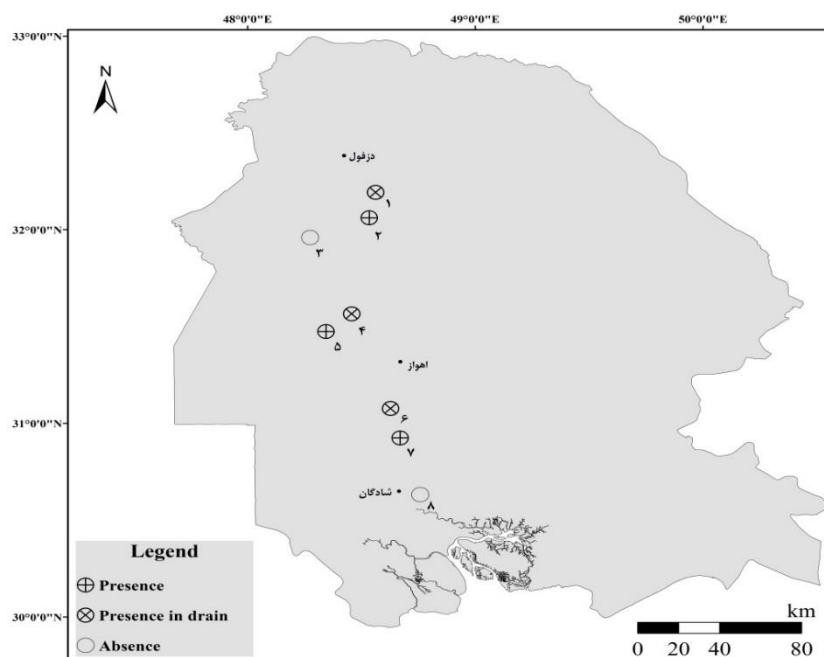 48°0'0"E 49°0'0"E 50°0'0"E
33°0'0"N
N
دزفول
۱
32°0'0"N
۲
۳
۴
۵
اهواز
31°0'0"N
۶
۷
شادگان
۸
Legend
Presence
Presence in drain
Absence
30°0'0"N
km
0 20 40 80